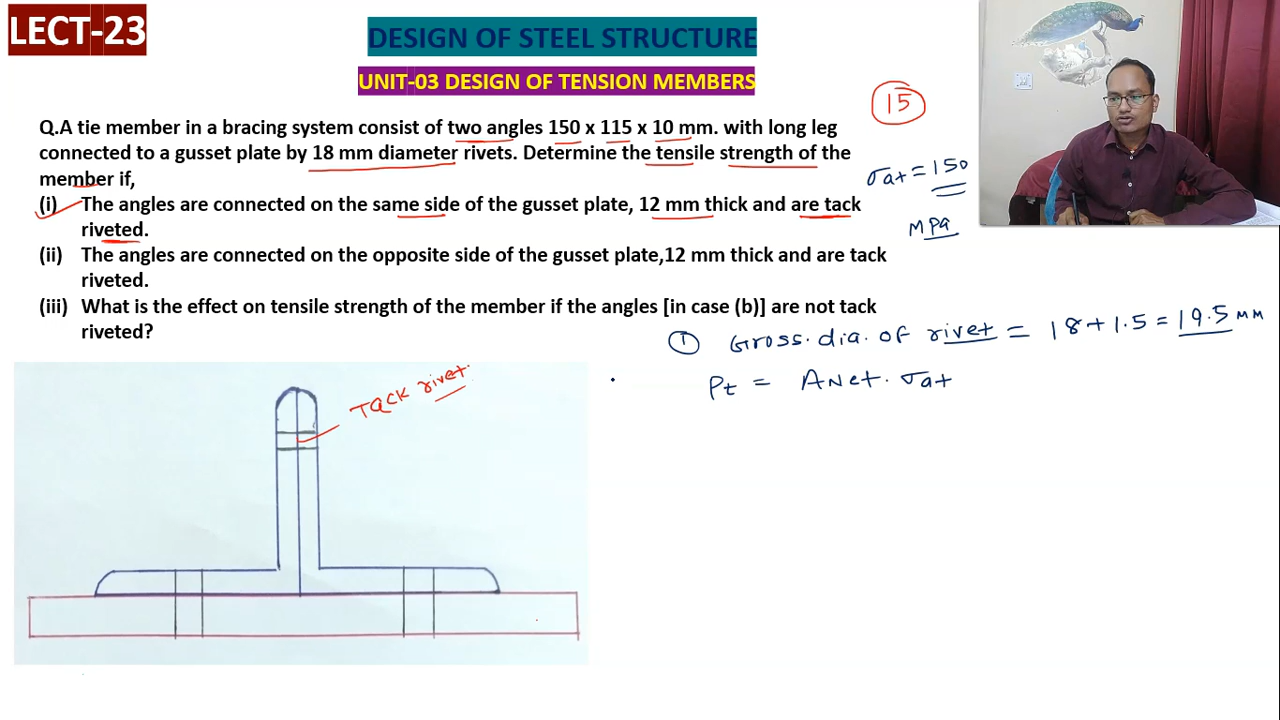 LECT-23
DESIGN OF STEEL STRUCTURE
UNIT-03 DESIGN OF TENSION MEMBERS
15
Q.A tie member in a bracing system consist of two angles 150 x 115 x 10 mm. with long leg
connected to a gusset plate by 18 mm diameter rivets. Determine the tensile strength of the
member if,
(i) The angles are connected on the same side of the gusset plate, 12 mm thick and are tack
riveted.
(ii) The angles are connected on the opposite side of the gusset plate,12 mm thick and are tack
riveted.
(iii) What is the effect on tensile strength of the member if the angles [in case (b)] are not tack
riveted?
σat = 150
MPa
① Gross. dia. of rivet = 18 + 1.5 = 19.5 MM
Pt = ANet. σat
TACK rivet